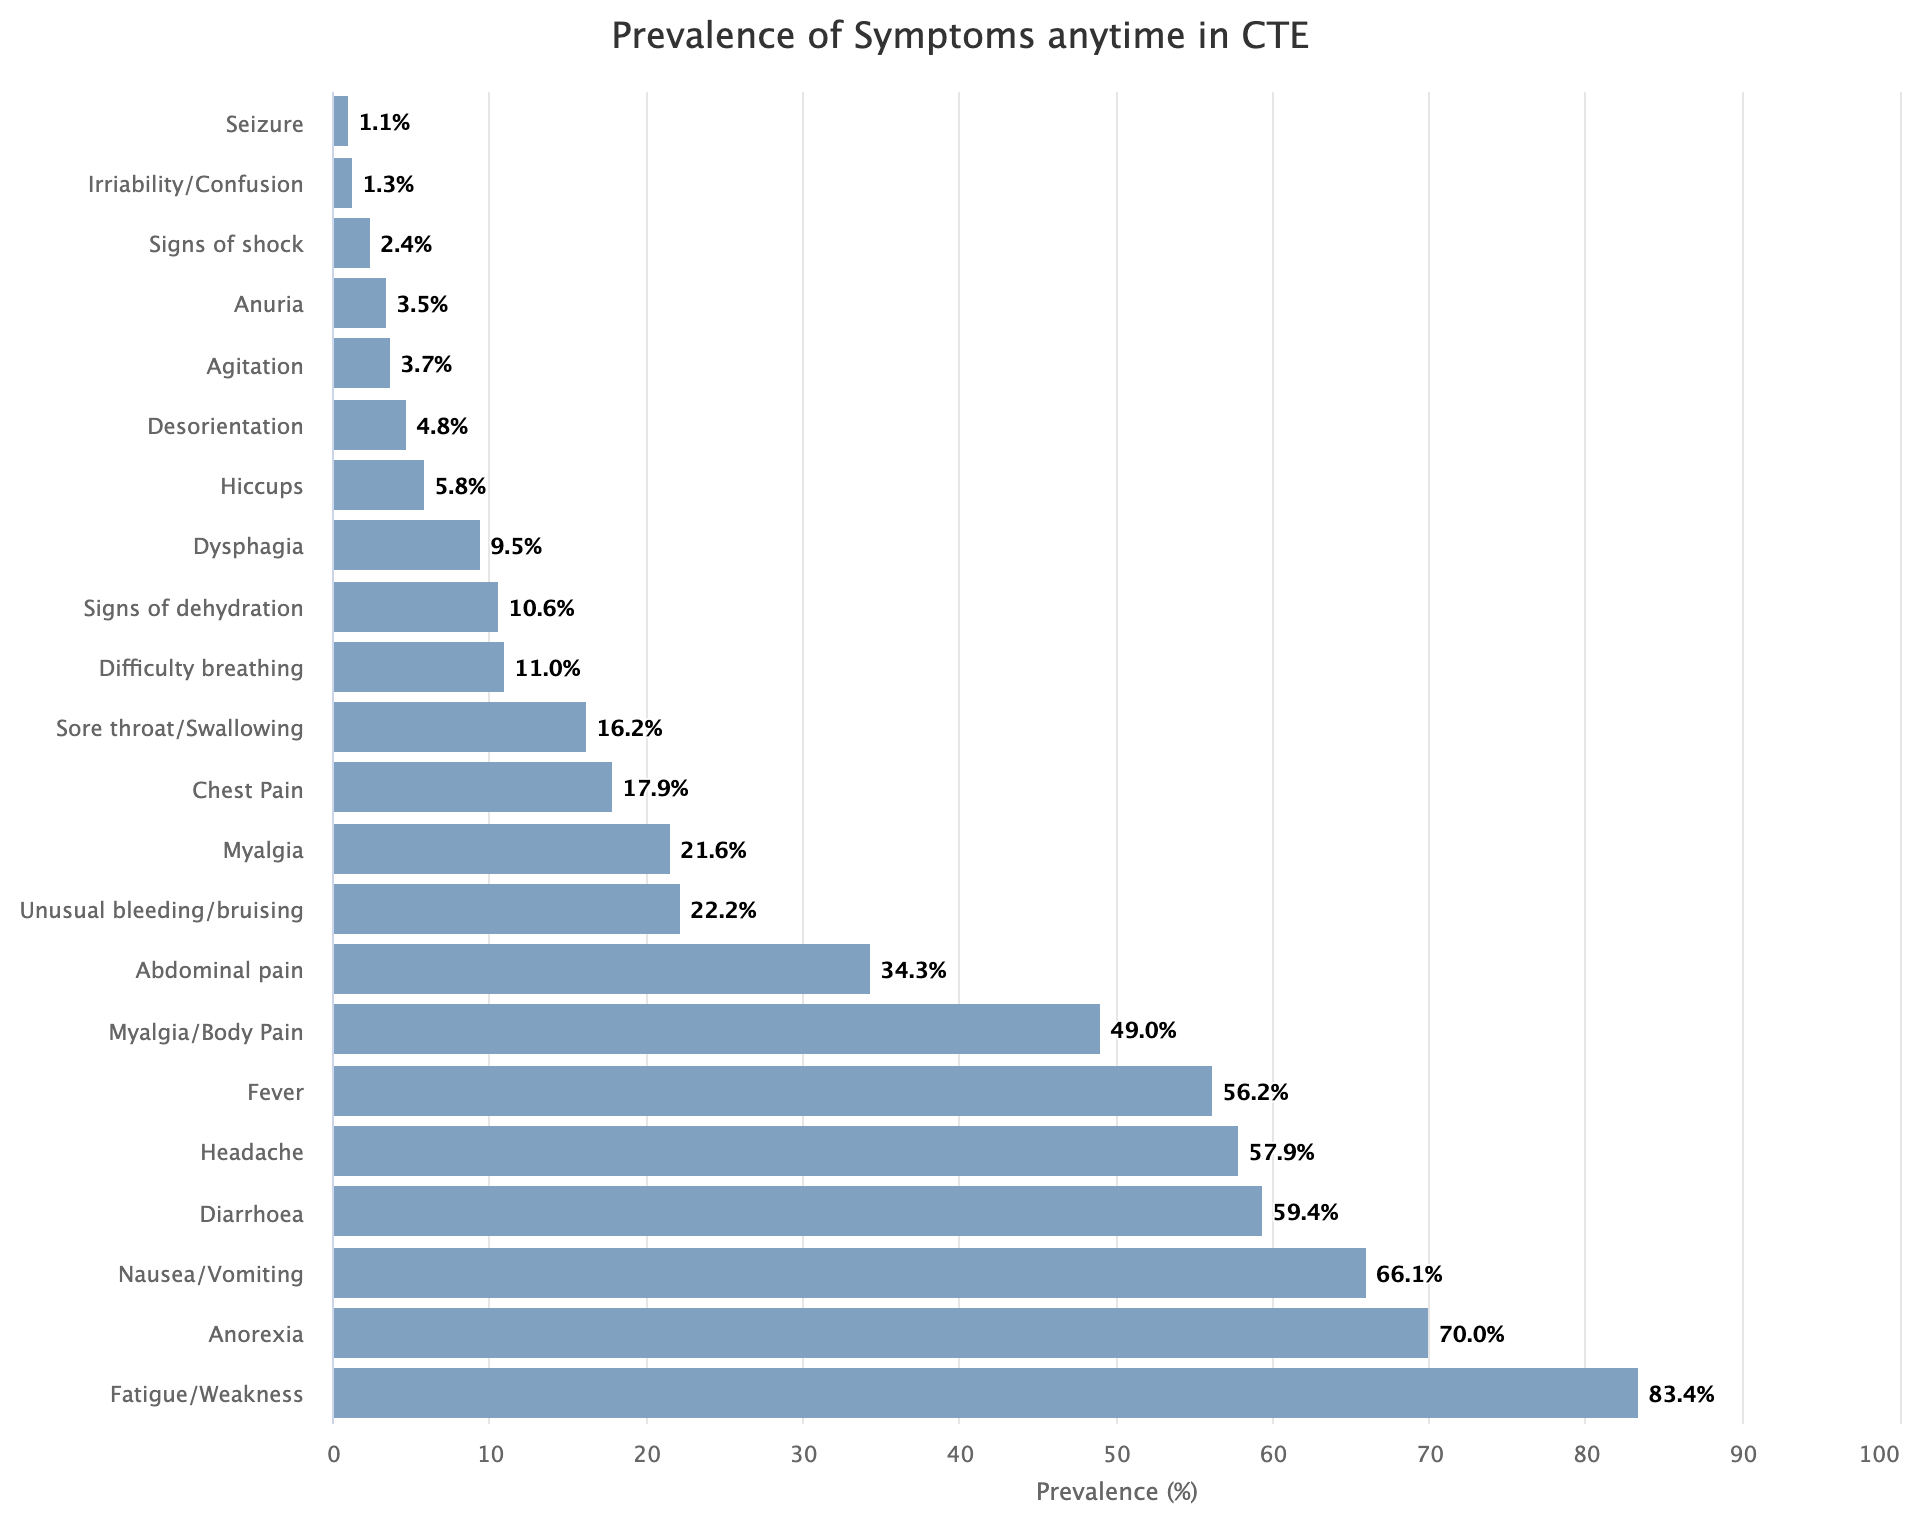 Prevalence of Symptoms anytime in CTE
Seizure 1.1%
Irriability/Confusion 1.3%
Signs of shock 2.4%
Anuria 3.5%
Agitation 3.7%
Desorientation 4.8%
Hiccups 5.8%
Dysphagia 9.5%
Signs of dehydration 10.6%
Difficulty breathing 11.0%
Sore throat/Swallowing 16.2%
Chest Pain 17.9%
Myalgia 21.6%
Unusual bleeding/bruising 22.2%
Abdominal pain 34.3%
Myalgia/Body Pain 49.0%
Fever 56.2%
Headache 57.9%
Diarrhoea 59.4%
Nausea/Vomiting 66.1%
Anorexia 70.0%
Fatigue/Weakness 83.4%
0 10 20 30 40 50 60 70 80 90 100
Prevalence (%)